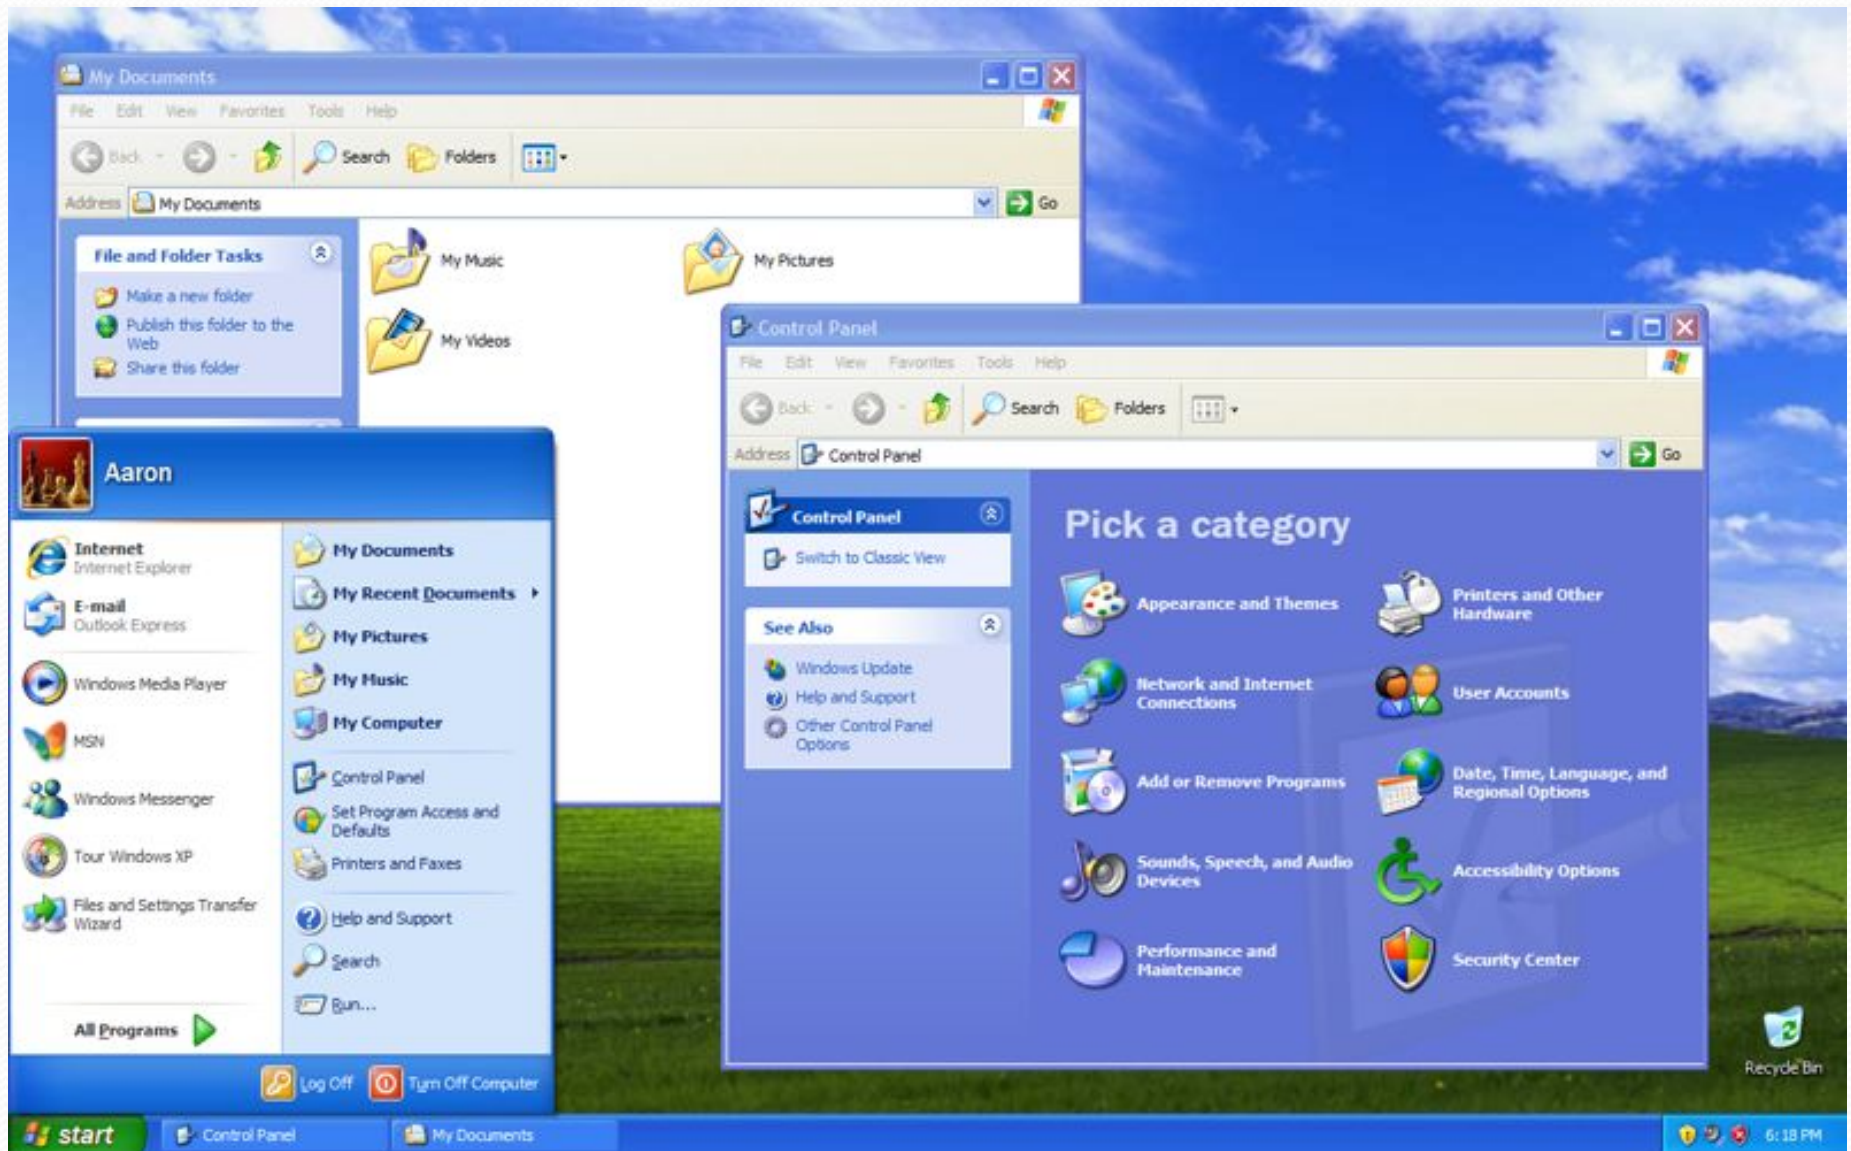 My Documents
File Edit View Favorites Tools Help
Back Search Folders
Address My Documents Go
File and Folder Tasks
Make a new folder
Publish this folder to the
Web
Share this folder
My Music
My Pictures
My Videos
Control Panel
File Edit View Favorites Tools Help
Back Search Folders
Address Control Panel Go
Control Panel
Switch to Classic View
See Also
Windows Update
Help and Support
Other Control Panel
Options
Pick a category
Appearance and Themes
Printers and Other
Hardware
Network and Internet
Connections
User Accounts
Add or Remove Programs
Date, Time, Language, and
Regional Options
Sounds, Speech, and Audio
Devices
Accessibility Options
Performance and
Maintenance
Security Center
Aaron
Internet
Internet Explorer
E-mail
Outlook Express
Windows Media Player
MSN
Windows Messenger
Tour Windows XP
Files and Settings Transfer
Wizard
All Programs
My Documents
My Recent Documents
My Pictures
My Music
My Computer
Control Panel
Set Program Access and
Defaults
Printers and Faxes
Help and Support
Search
Run...
Log Off Turn Off Computer
Recycle Bin
start Control Panel My Documents 6:18 PM